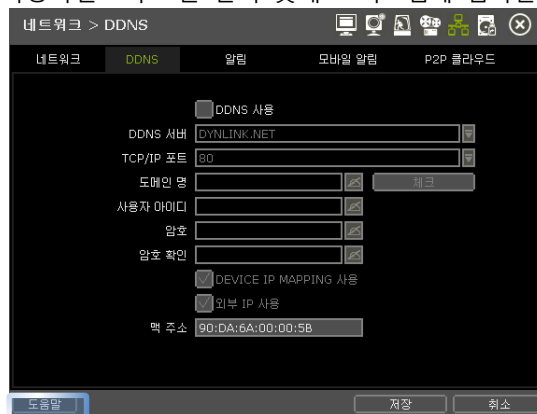 네트워크 > DDNS
네트워크 DDNS 알림 모바일 알림 P2P 클라우드
DDNS 사용
DDNS 서버 DYNLINK.NET
TCP/IP 포트 80
도메인 명 체크
사용자 아이디
암호
암호 확인
DEVICE IP MAPPING 사용
외부 IP 사용
맥 주소 90:DA:6A:00:00:5B
도움말 저장 취소